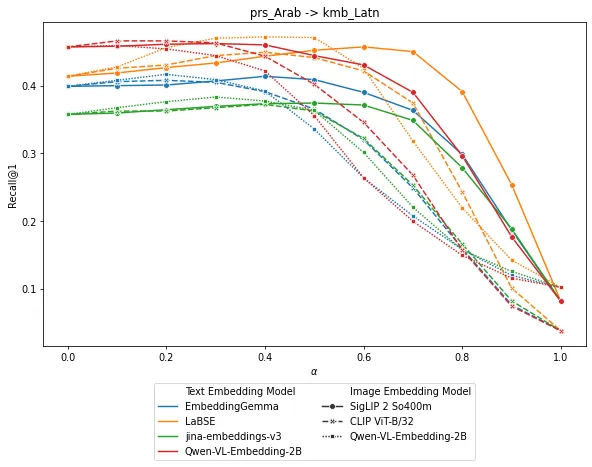 prs_Arab -> kmb_Latn
Recall@1
0.4
0.3
0.2
0.1
0.0 0.2 0.4 0.6 0.8 1.0
α
Text Embedding Model Image Embedding Model
EmbeddingGemma SigLIP 2 So400m
LaBSE CLIP ViT-B/32
jina-embeddings-v3 Qwen-VL-Embedding-2B
Qwen-VL-Embedding-2B